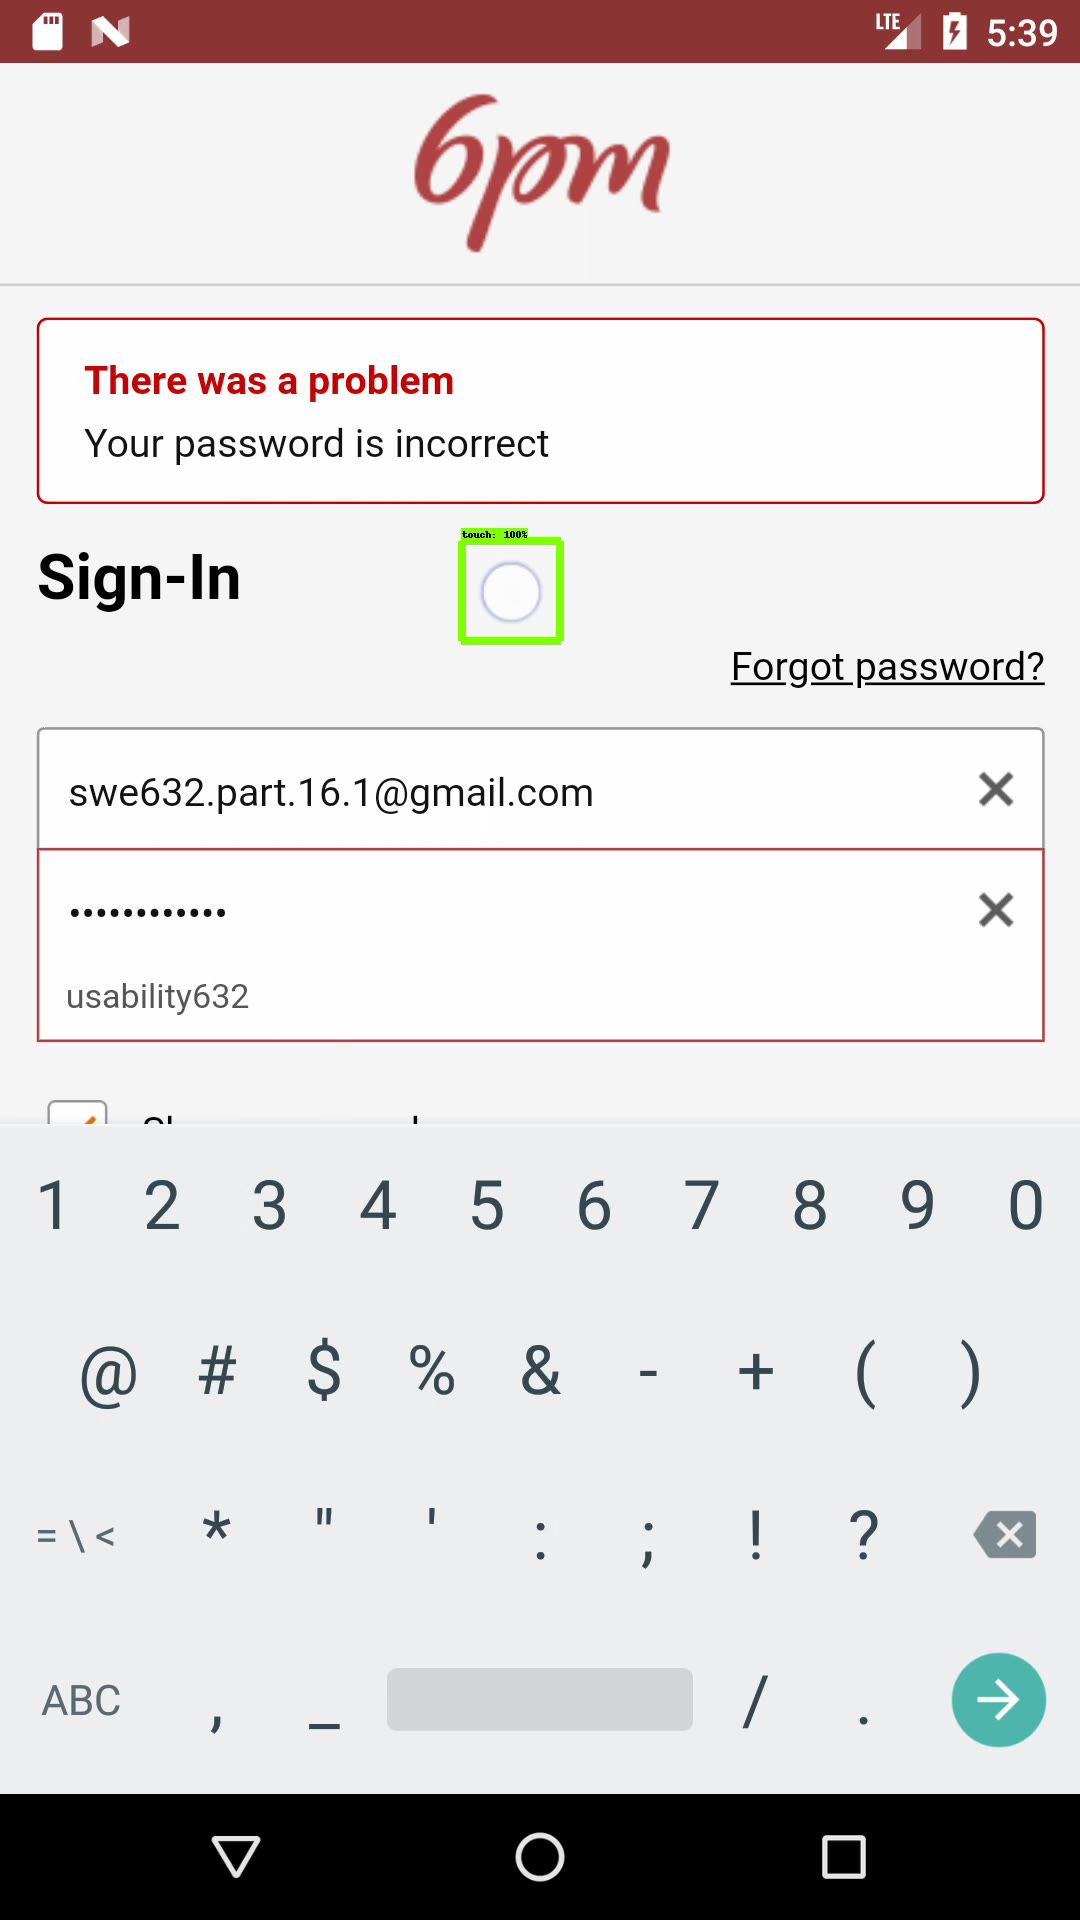 LTE 5:39
6pm
There was a problem
Your password is incorrect
touch: 100%
Sign-In
Forgot password?
swe632.part.16.1@gmail.com
••••••••••••
usability632
1 2 3 4 5 6 7 8 9 0
@ # $ % & - + ( )
= \ < * " ' : ; ! ?
ABC , _ / .